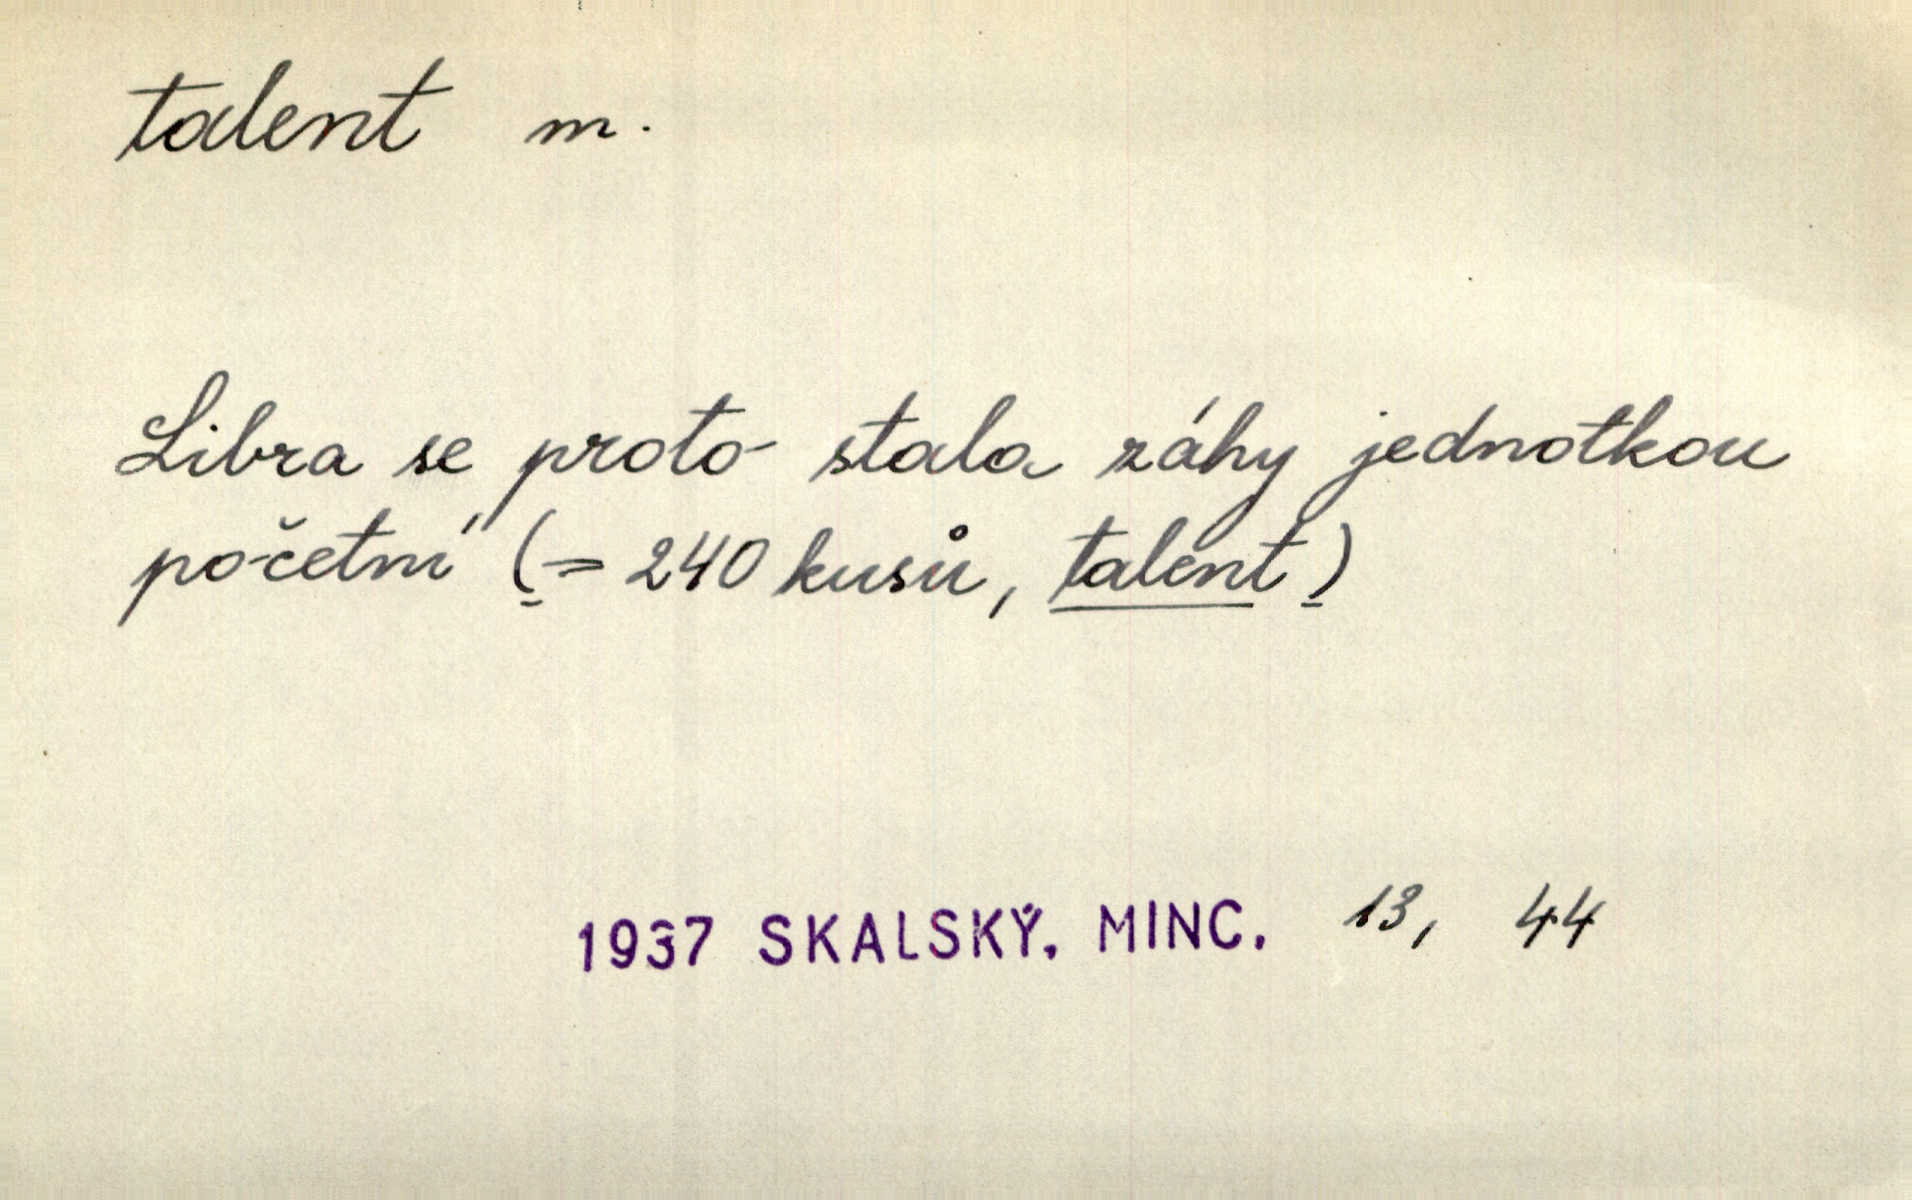 talent m.
Libra se proto stala záhy jednotkou
početní (= 240 kusů, talent)
1937 SKALSKÝ, MINC. 13, 44